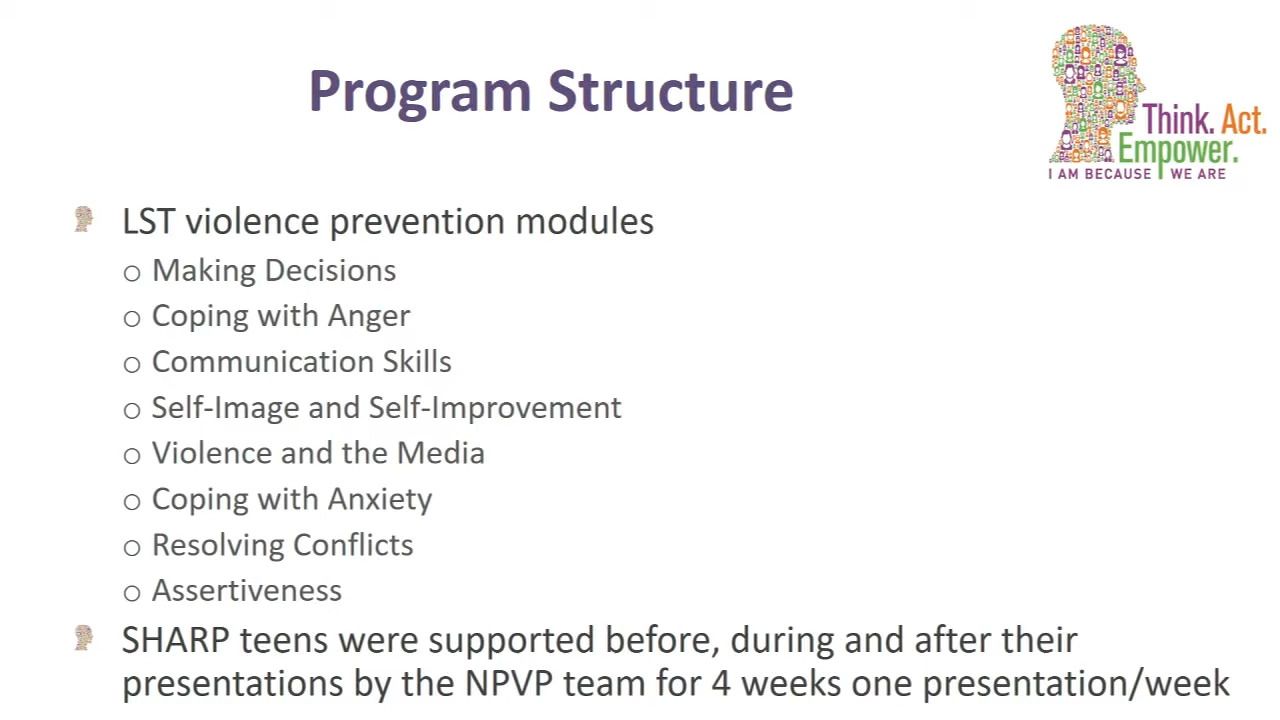 Program Structure
Think. Act.
Empower.
I AM BECAUSE WE ARE
LST violence prevention modules
o Making Decisions
o Coping with Anger
o Communication Skills
o Self-Image and Self-Improvement
o Violence and the Media
o Coping with Anxiety
o Resolving Conflicts
o Assertiveness
SHARP teens were supported before, during and after their
presentations by the NPVP team for 4 weeks one presentation/week